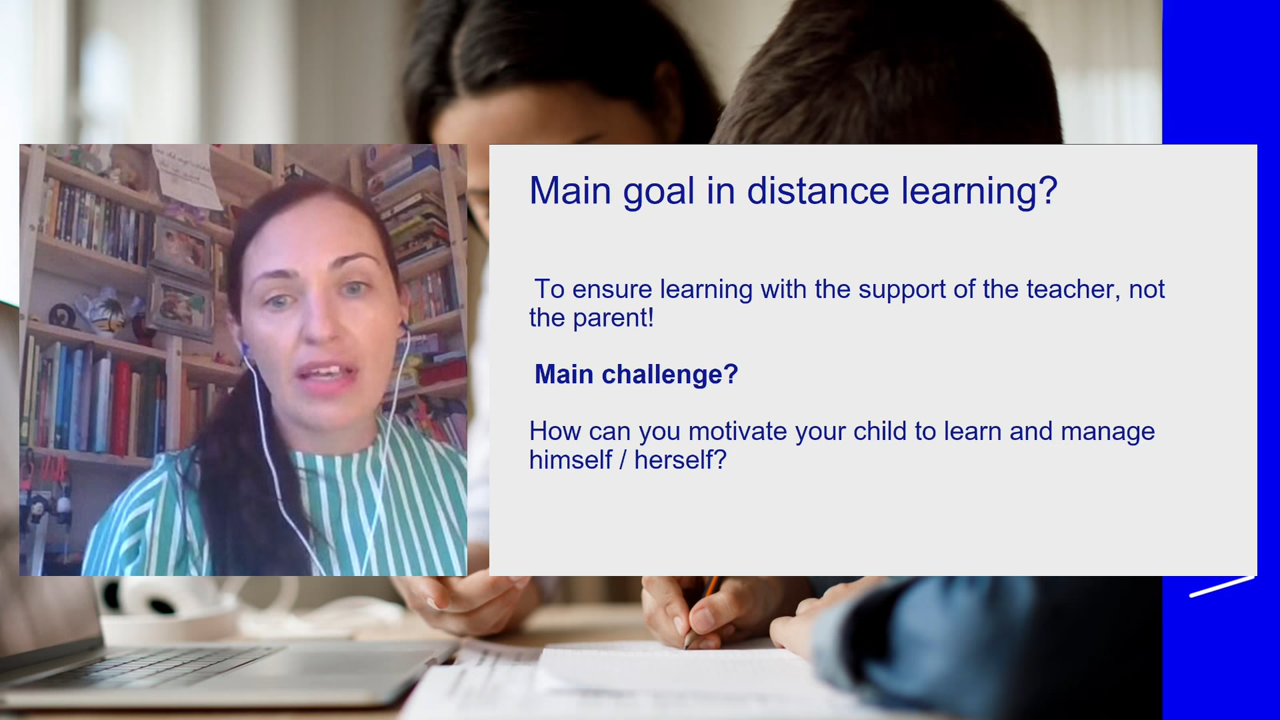 Main goal in distance learning?
To ensure learning with the support of the teacher, not
the parent!
Main challenge?
How can you motivate your child to learn and manage
himself / herself?